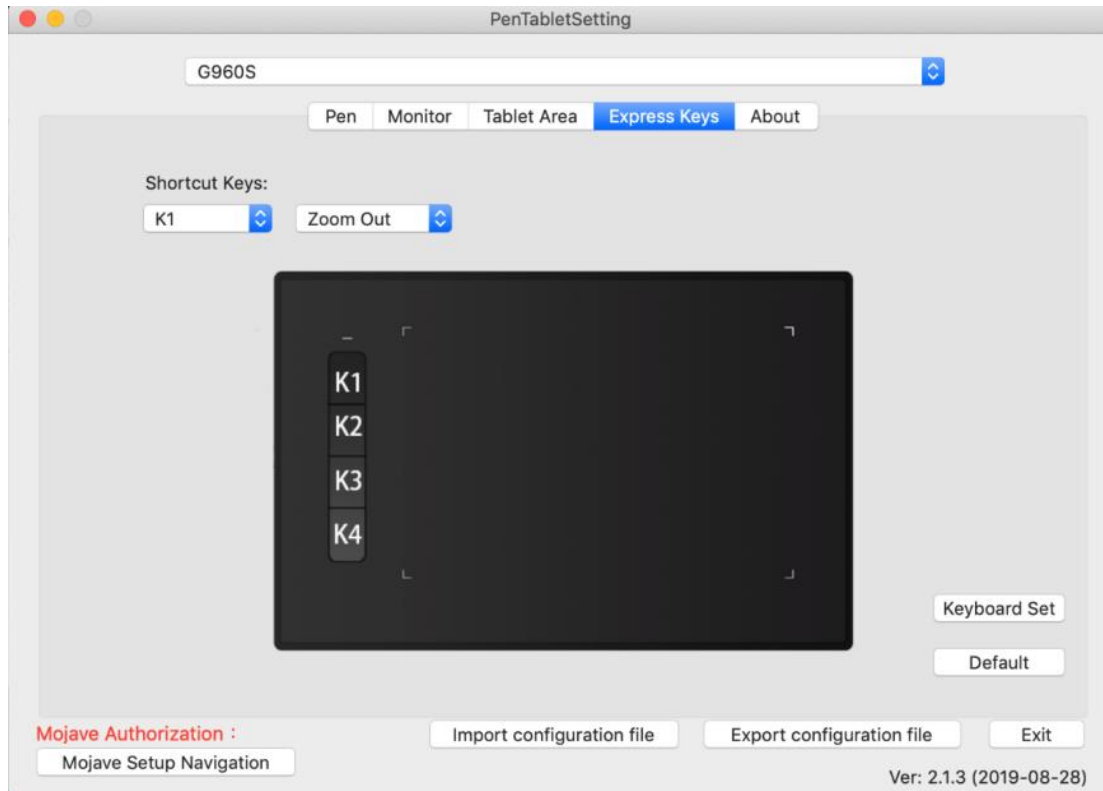 PenTabletSetting
G960S
Pen Monitor Tablet Area Express Keys About
Shortcut Keys:
K1 Zoom Out
K1
K2
K3
K4
Keyboard Set
Default
Mojave Authorization :
Import configuration file Export configuration file Exit
Mojave Setup Navigation
Ver: 2.1.3 (2019-08-28)